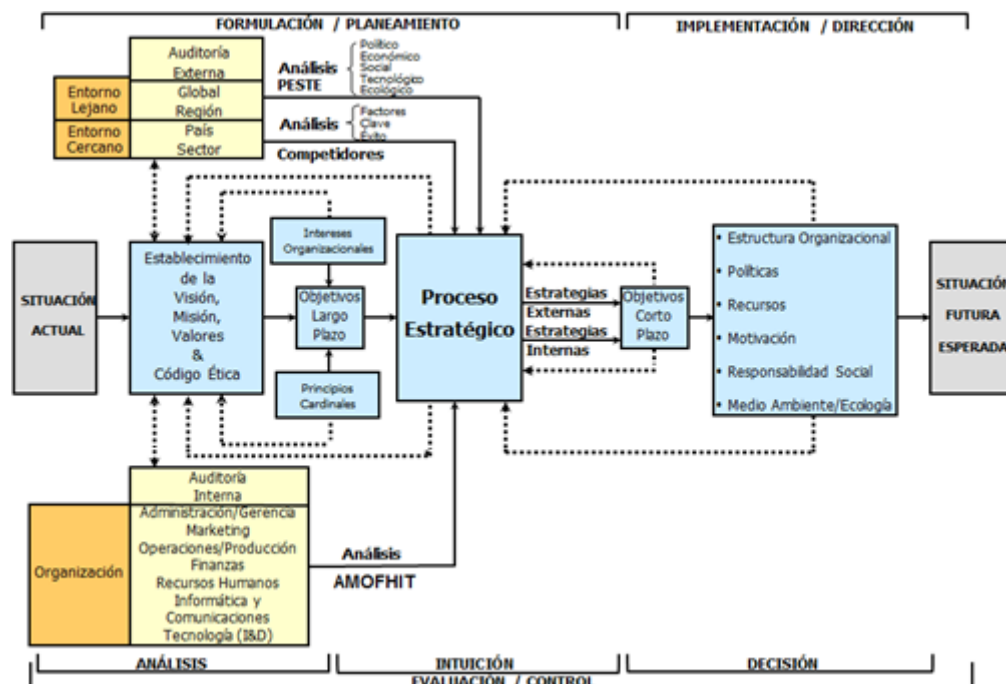 FORMULACIÓN / PLANEAMIENTO
IMPLEMENTACIÓN / DIRECCIÓN
Auditoría
Externa
Entorno
Lejano
Global
Región
Entorno
Cercano
País
Sector
Análisis
PESTE
Político
Económico
Social
Tecnológico
Ecológico
Análisis
Factores
Clave
Évito
Competidores
SITUACIÓN
ACTUAL
Establecimiento
de la
Visión,
Misión,
Valores
&
Código Ética
Intereses
Organizacionales
Objetivos
Largo
Plazo
Principios
Cardinales
Proceso
Estratégico
Estrategias
Externas
Estrategias
Internas
Objetivos
Corto
Plazo
• Estructura Organizacional
• Políticas
• Recursos
• Motivación
• Responsabilidad Social
• Medio Ambiente/Ecología
SITUACIÓN
FUTURA
ESPERADA
Auditoría
Interna
Organización
Administración/Gerencia
Marketing
Operaciones/Producción
Finanzas
Recursos Humanos
Informática y
Comunicaciones
Tecnología (I&D)
Análisis
AMOFHIT
ANÁLISIS
INTUICIÓN
DECISIÓN
EVALUACIÓN / CONTROL